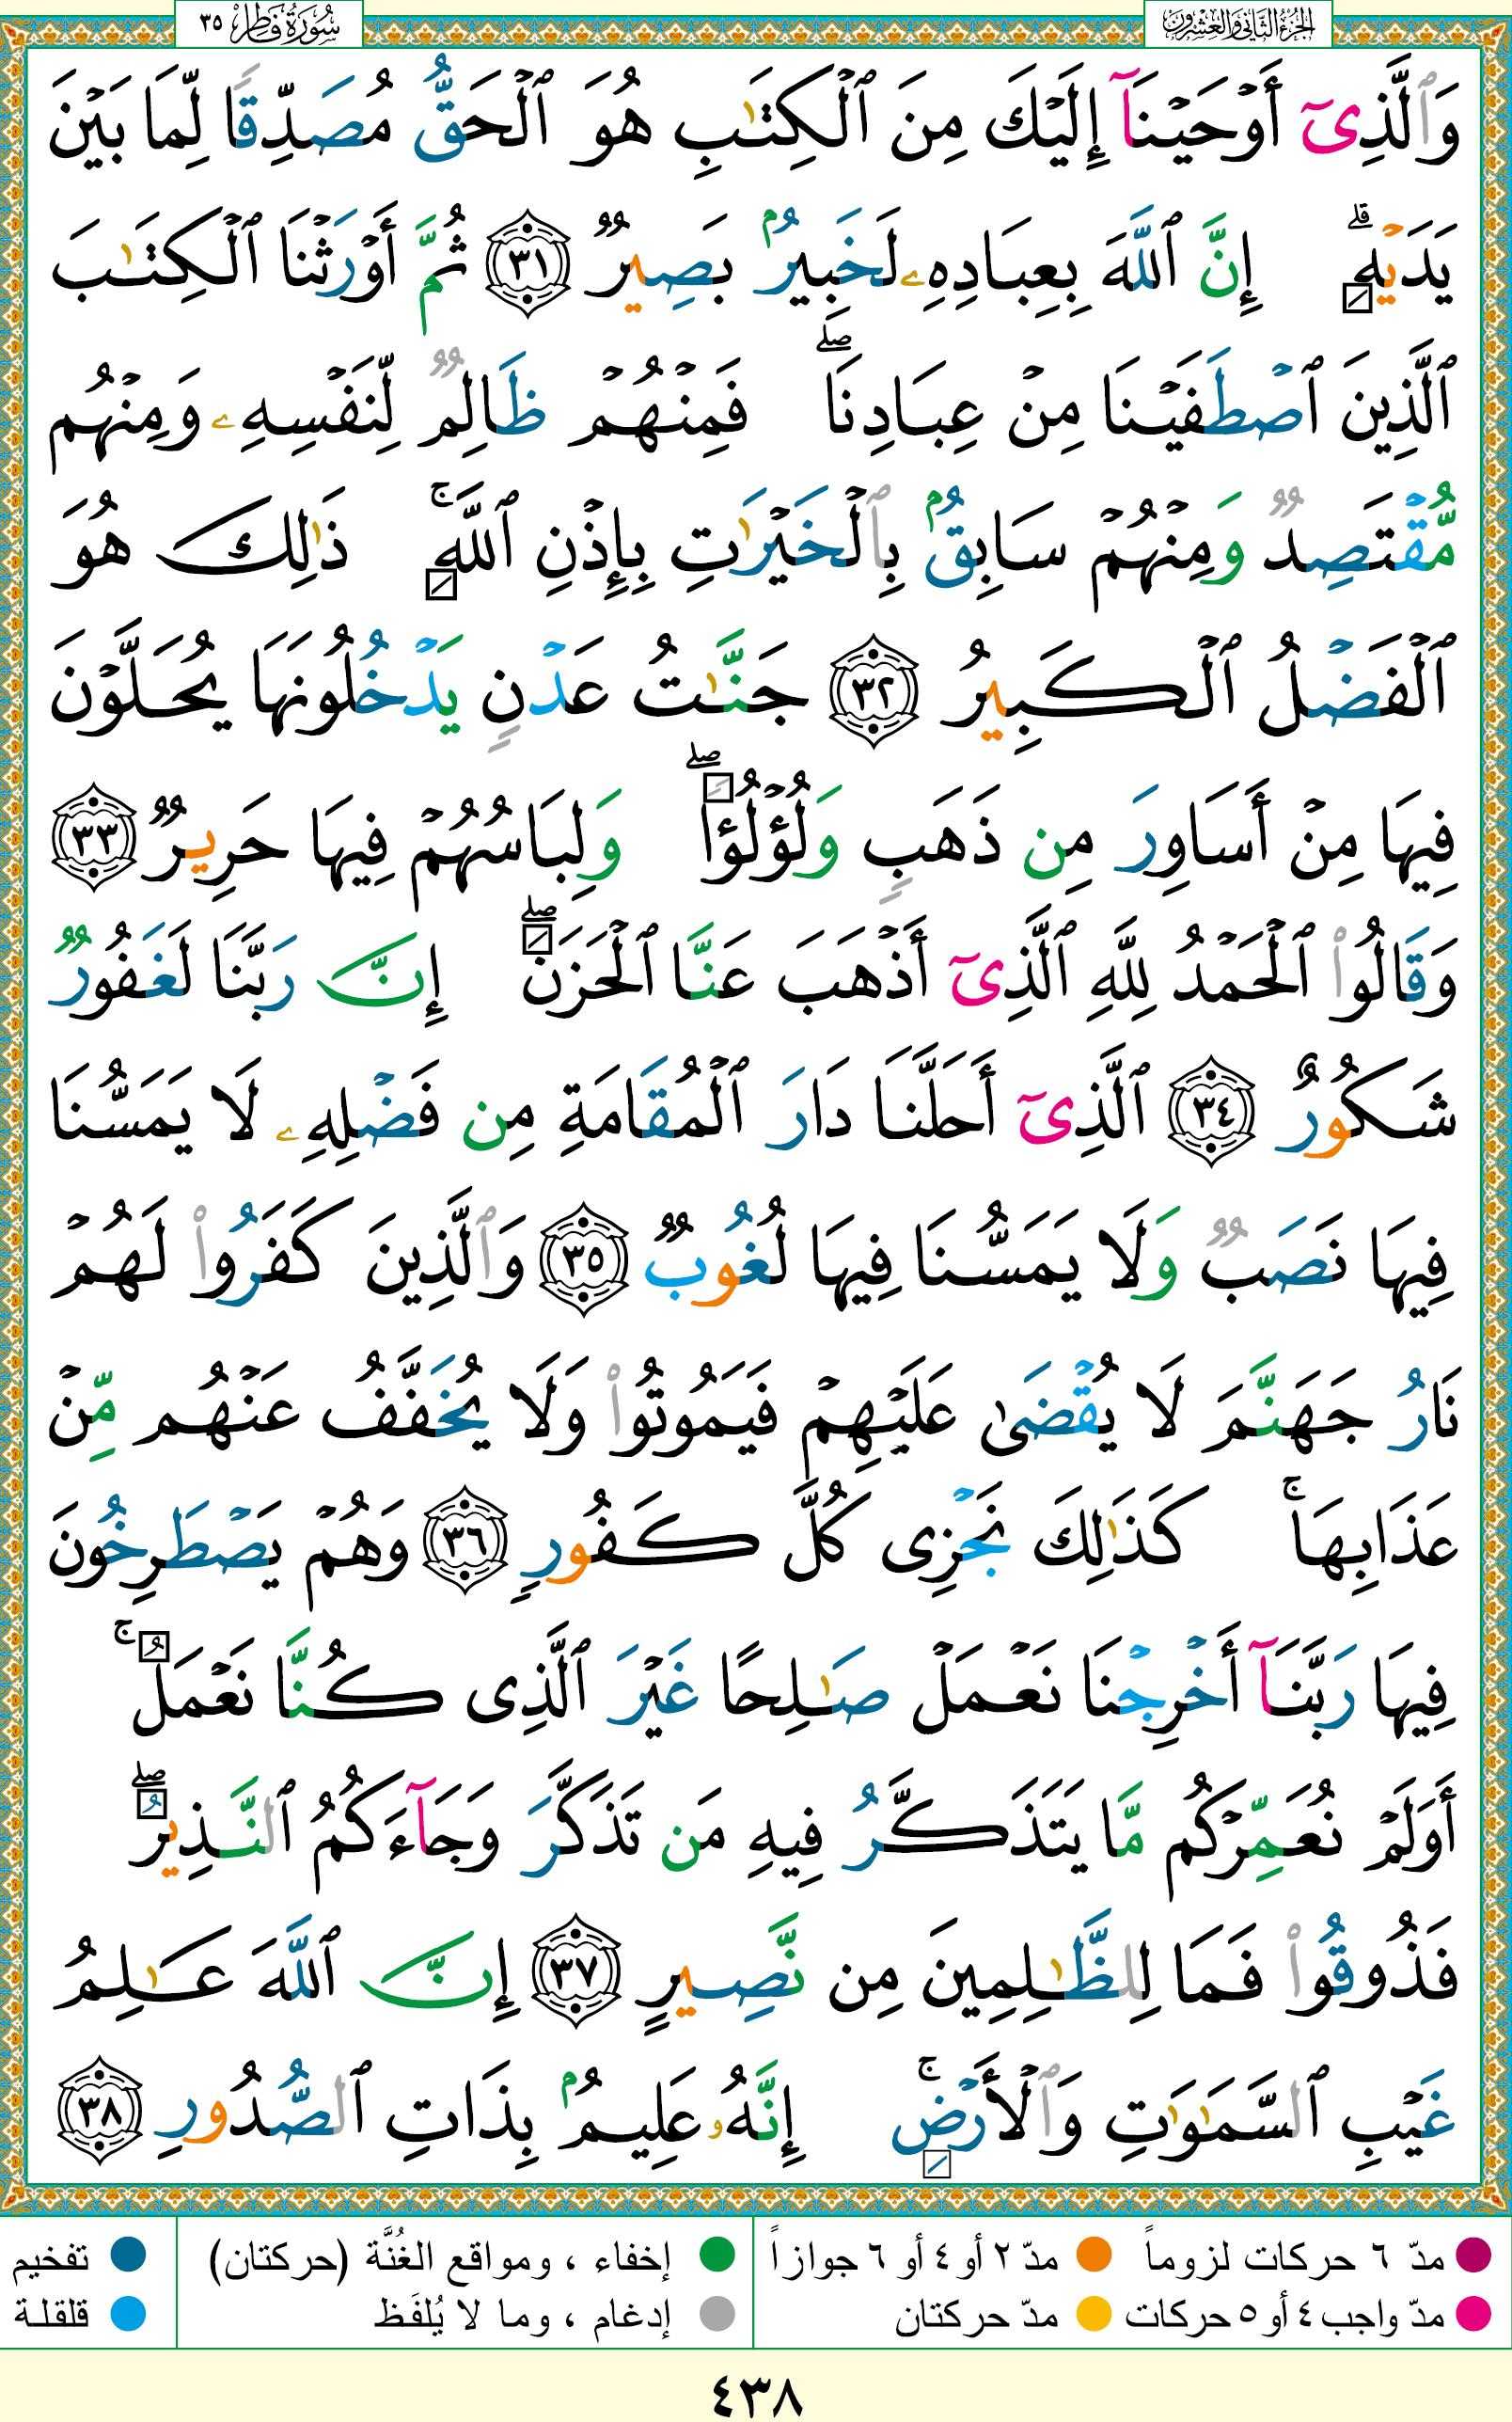 الجزء الثاني والعشرون
سورة فاطر ٣٥
وَٱلَّذِىٓ أَوْحَيْنَآ إِلَيْكَ مِنَ ٱلْكِتَـٰبِ هُوَ ٱلْحَقُّ مُصَدِّقًا لِّمَا بَيْنَ
يَدَيْهِ ۗ إِنَّ ٱللَّهَ بِعِبَادِهِۦ لَخَبِيرٌۢ بَصِيرٌ ٣١ ثُمَّ أَوْرَثْنَا ٱلْكِتَـٰبَ
ٱلَّذِينَ ٱصْطَفَيْنَا مِنْ عِبَادِنَا ۖ فَمِنْهُمْ ظَالِمٌ لِّنَفْسِهِۦ وَمِنْهُم
مُّقْتَصِدٌ وَمِنْهُمْ سَابِقٌۢ بِٱلْخَيْرَٰتِ بِإِذْنِ ٱللَّهِ ۚ ذَٰلِكَ هُوَ
ٱلْفَضْلُ ٱلْكَبِيرُ ٣٢ جَنَّـٰتُ عَدْنٍ يَدْخُلُونَهَا يُحَلَّوْنَ
فِيهَا مِنْ أَسَاوِرَ مِن ذَهَبٍ وَلُؤْلُؤًا ۖ وَلِبَاسُهُمْ فِيهَا حَرِيرٌ ٣٣
وَقَالُوا۟ ٱلْحَمْدُ لِلَّهِ ٱلَّذِىٓ أَذْهَبَ عَنَّا ٱلْحَزَنَ ۖ إِنَّ رَبَّنَا لَغَفُورٌ
شَكُورٌ ٣٤ ٱلَّذِىٓ أَحَلَّنَا دَارَ ٱلْمُقَامَةِ مِن فَضْلِهِۦ لَا يَمَسُّنَا
فِيهَا نَصَبٌ وَلَا يَمَسُّنَا فِيهَا لُغُوبٌ ٣٥ وَٱلَّذِينَ كَفَرُوا۟ لَهُمْ
نَارُ جَهَنَّمَ لَا يُقْضَىٰ عَلَيْهِمْ فَيَمُوتُوا۟ وَلَا يُخَفَّفُ عَنْهُم مِّنْ
عَذَابِهَا ۚ كَذَٰلِكَ نَجْزِى كُلَّ كَفُورٍ ٣٦ وَهُمْ يَصْطَرِخُونَ
فِيهَا رَبَّنَآ أَخْرِجْنَا نَعْمَلْ صَـٰلِحًا غَيْرَ ٱلَّذِى كُنَّا نَعْمَلُ ۚ
أَوَلَمْ نُعَمِّرْكُم مَّا يَتَذَكَّرُ فِيهِ مَن تَذَكَّرَ وَجَآءَكُمُ ٱلنَّذِيرُ ۖ
فَذُوقُوا۟ فَمَا لِلظَّـٰلِمِينَ مِن نَّصِيرٍ ٣٧ إِنَّ ٱللَّهَ عَـٰلِمُ
غَيْبِ ٱلسَّمَـٰوَٰتِ وَٱلْأَرْضِ ۚ إِنَّهُۥ عَلِيمٌۢ بِذَاتِ ٱلصُّدُورِ ٣٨
مدّ ٦ حركات لزوماً
مدّ ٢ أو ٤ أو ٦ جوازاً
إخفاء ، ومواقع الغُنَّة (حركتان)
تفخيم
مدّ واجب ٤ أو ٥ حركات
مدّ حركتان
إدغام ، وما لا يُلفَظ
قلقلة
٤٣٨